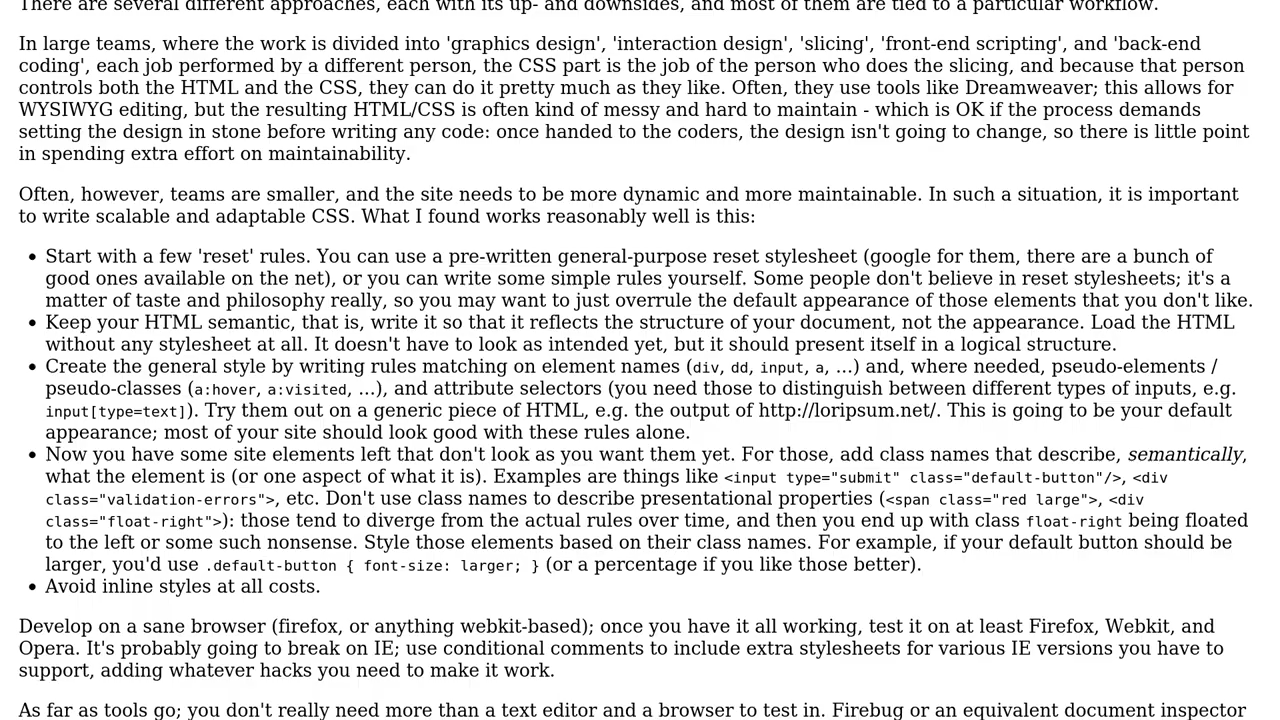 There are several different approaches, each with its up- and downsides, and most of them are tied to a particular workflow.
In large teams, where the work is divided into 'graphics design', 'interaction design', 'slicing', 'front-end scripting', and 'back-end
coding', each job performed by a different person, the CSS part is the job of the person who does the slicing, and because that person
controls both the HTML and the CSS, they can do it pretty much as they like. Often, they use tools like Dreamweaver; this allows for
WYSIWYG editing, but the resulting HTML/CSS is often kind of messy and hard to maintain - which is OK if the process demands
setting the design in stone before writing any code: once handed to the coders, the design isn't going to change, so there is little point
in spending extra effort on maintainability.
Often, however, teams are smaller, and the site needs to be more dynamic and more maintainable. In such a situation, it is important
to write scalable and adaptable CSS. What I found works reasonably well is this:
• Start with a few 'reset' rules. You can use a pre-written general-purpose reset stylesheet (google for them, there are a bunch of
good ones available on the net), or you can write some simple rules yourself. Some people don't believe in reset stylesheets; it's a
matter of taste and philosophy really, so you may want to just overrule the default appearance of those elements that you don't like.
• Keep your HTML semantic, that is, write it so that it reflects the structure of your document, not the appearance. Load the HTML
without any stylesheet at all. It doesn't have to look as intended yet, but it should present itself in a logical structure.
• Create the general style by writing rules matching on element names (div, dd, input, a, ...) and, where needed, pseudo-elements /
pseudo-classes (a:hover, a:visited, ...), and attribute selectors (you need those to distinguish between different types of inputs, e.g.
input[type=text]). Try them out on a generic piece of HTML, e.g. the output of http://loripsum.net/. This is going to be your default
appearance; most of your site should look good with these rules alone.
• Now you have some site elements left that don't look as you want them yet. For those, add class names that describe, semantically,
what the element is (or one aspect of what it is). Examples are things like <input type="submit" class="default-button"/>, <div
class="validation-errors">, etc. Don't use class names to describe presentational properties (<span class="red large">, <div
class="float-right">): those tend to diverge from the actual rules over time, and then you end up with class float-right being floated
to the left or some such nonsense. Style those elements based on their class names. For example, if your default button should be
larger, you'd use .default-button { font-size: larger; } (or a percentage if you like those better).
• Avoid inline styles at all costs.
Develop on a sane browser (firefox, or anything webkit-based); once you have it all working, test it on at least Firefox, Webkit, and
Opera. It's probably going to break on IE; use conditional comments to include extra stylesheets for various IE versions you have to
support, adding whatever hacks you need to make it work.
As far as tools go; you don't really need more than a text editor and a browser to test in. Firebug or an equivalent document inspector